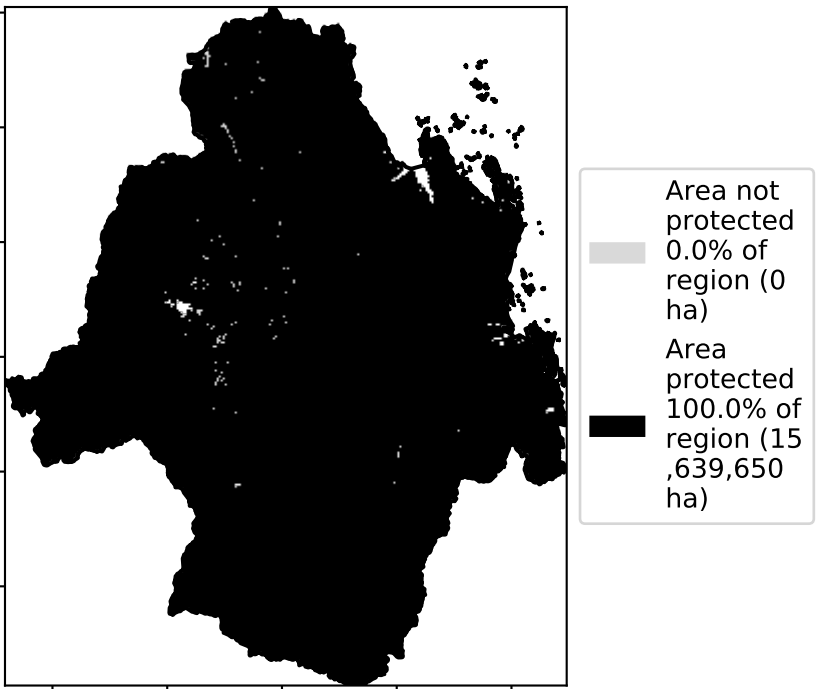 Area not
protected
0.0% of
region (0
ha)
Area
protected
100.0% of
region (15
,639,650
ha)